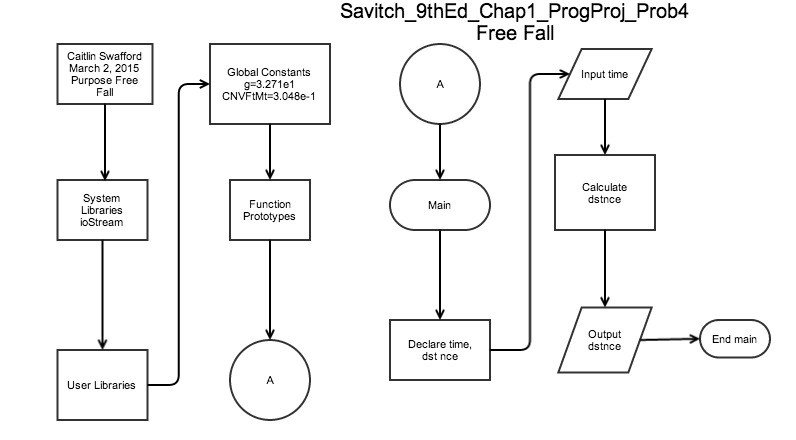 Savitch_9thEd_Chap1_ProgProj_Prob4
Free Fall
Caitlin Swafford
March 2, 2015
Purpose Free
Fall
System
Libraries
ioStream
User Libraries
Global Constants
g=3.271e1
CNVFtMt=3.048e-1
Function
Prototypes
A
A
Main
Declare time,
dst nce
Input time
Calculate
dstnce
Output
dstnce
End main